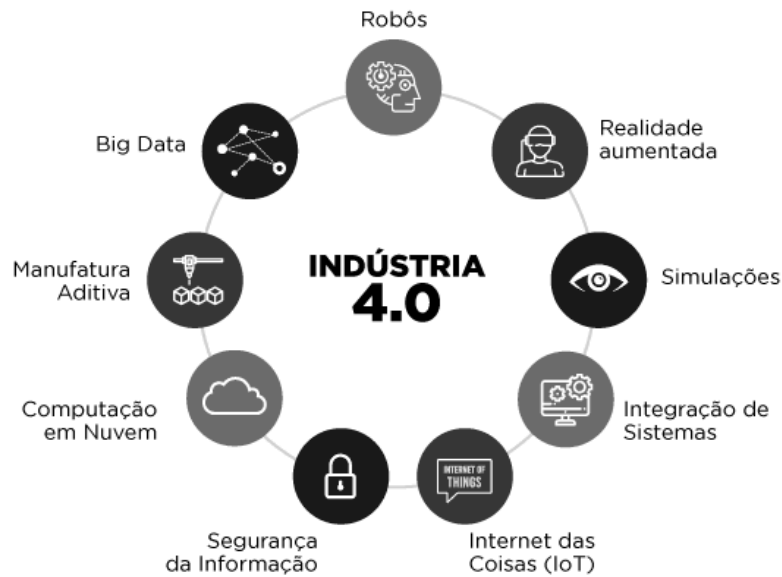 Robôs
Realidade
aumentada
Simulações
Integração de
Sistemas
INTERNET OF
THINGS
Internet das
Coisas (IoT)
Segurança
da Informação
Computação
em Nuvem
Manufatura
Aditiva
Big Data
INDÚSTRIA
4.0